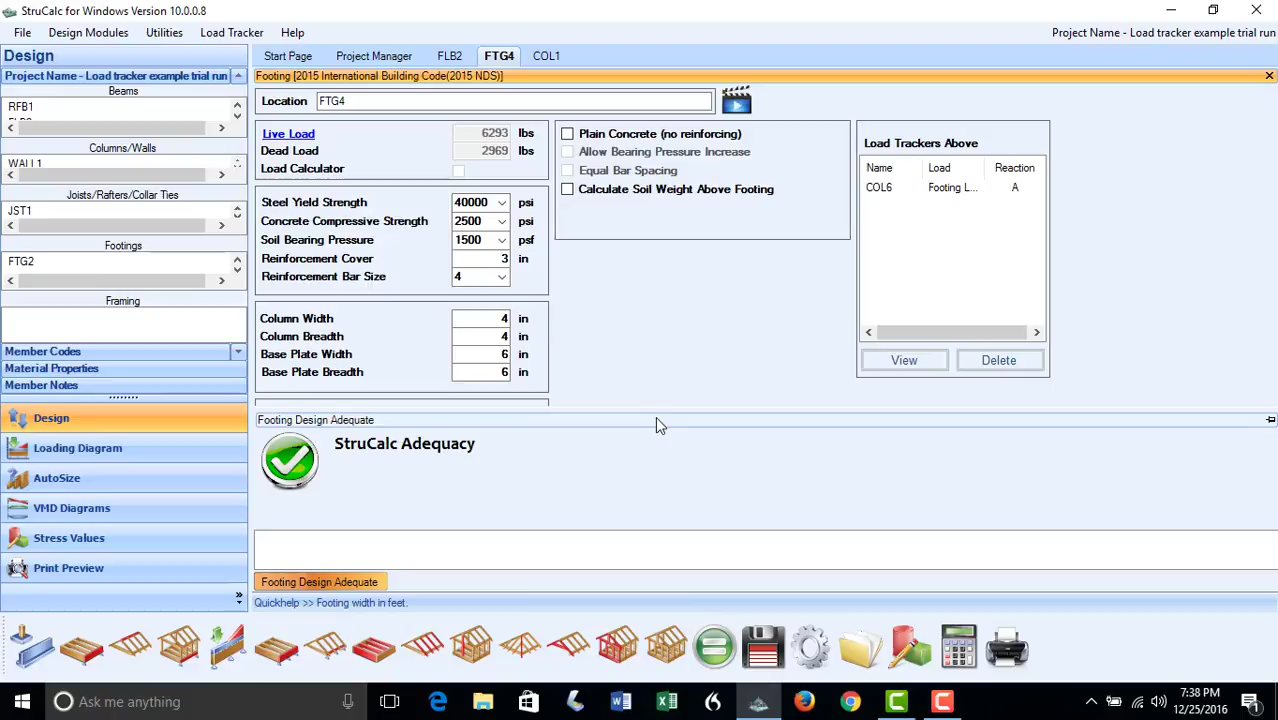 StruCalc for Windows Version 10.0.0.8
File Design Modules Utilities Load Tracker Help
Project Name - Load tracker example trial run
Design
Project Name - Load tracker example trial run
Beams
RFB1
Columns/Walls
WALL1
Joists/Rafters/Collar Ties
JST1
Footings
FTG2
Framing
Member Codes
Material Properties
Member Notes
Design
Loading Diagram
AutoSize
VMD Diagrams
Stress Values
Print Preview
Start Page Project Manager FLB2 FTG4 COL1
Footing [2015 International Building Code(2015 NDS)]
Location FTG4
Live Load 6293 lbs
Dead Load 2969 lbs
Load Calculator
Steel Yield Strength 40000 psi
Concrete Compressive Strength 2500 psi
Soil Bearing Pressure 1500 psf
Reinforcement Cover 3 in
Reinforcement Bar Size 4
Column Width 4 in
Column Breadth 4 in
Base Plate Width 6 in
Base Plate Breadth 6 in
Plain Concrete (no reinforcing)
Allow Bearing Pressure Increase
Equal Bar Spacing
Calculate Soil Weight Above Footing
Load Trackers Above
Name Load Reaction
COL6 Footing L... A
View Delete
Footing Design Adequate
StruCalc Adequacy
Footing Design Adequate
Quickhelp >> Footing width in feet.
Ask me anything
7:38 PM
12/25/2016